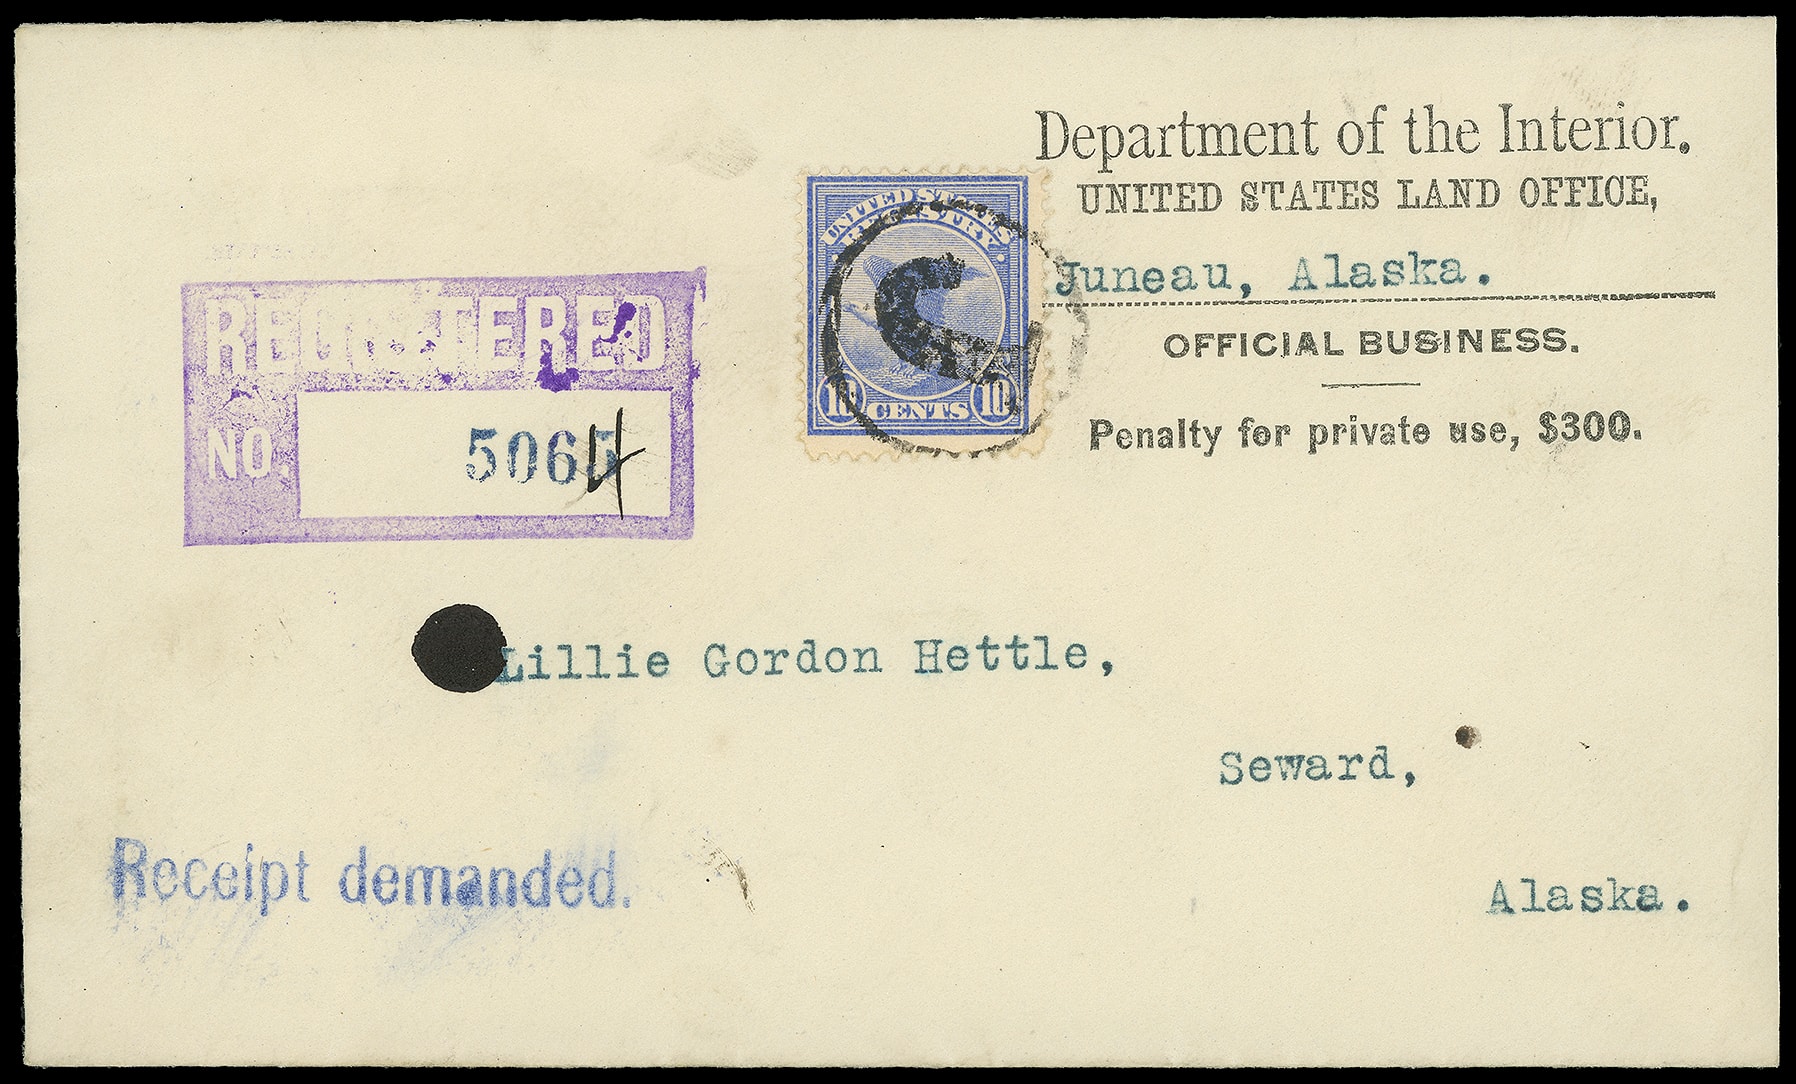 Department of the Interior.
UNITED STATES LAND OFFICE,
Juneau, Alaska.
OFFICIAL BUSINESS.
Penalty for private use, $300.
UNITED STATES
REGISTRY
10 CENTS 10
REGISTERED
NO. 5064
Lillie Gordon Hettle,
Seward,
Alaska.
Receipt demanded.